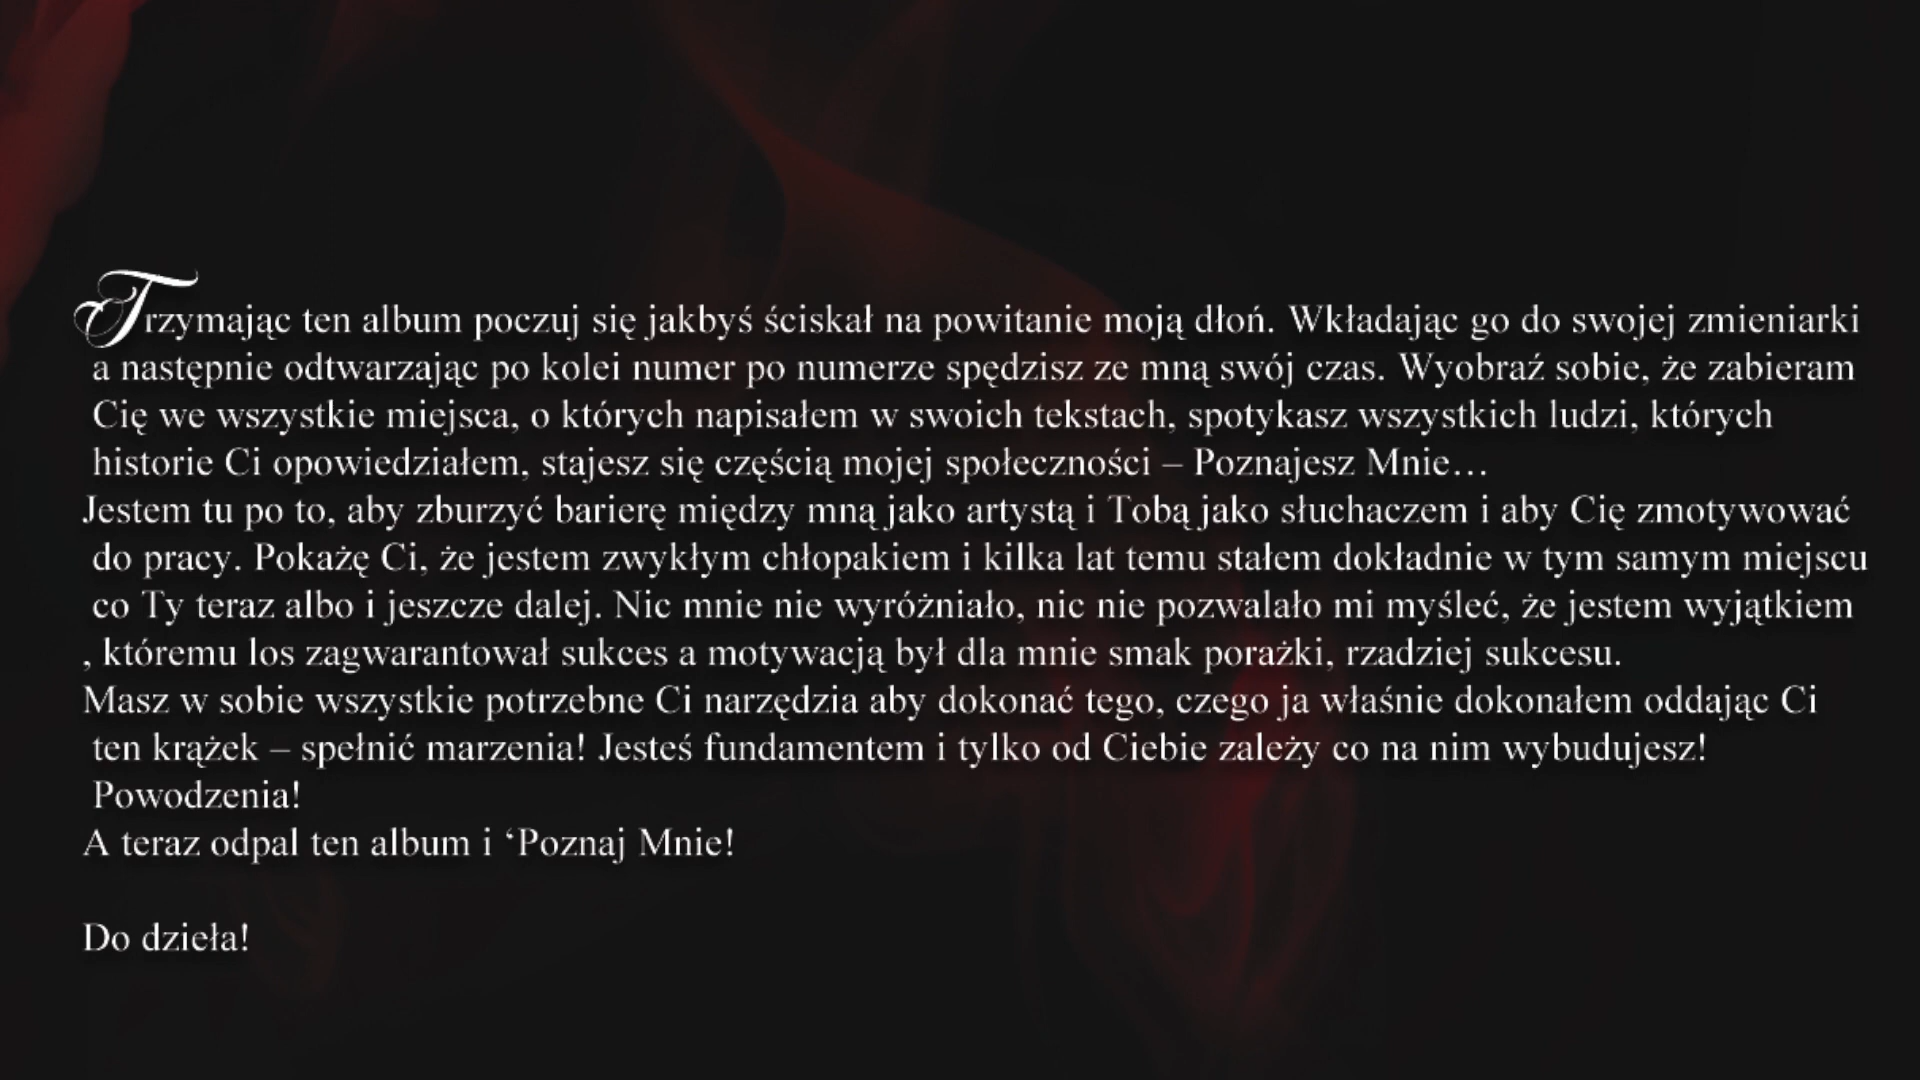 Trzymając ten album poczuj się jakbyś ściskał na powitanie moją dłoń. Wkładając go do swojej zmieniarki
a następnie odtwarzając po kolei numer po numerze spędzisz ze mną swój czas. Wyobraź sobie, że zabieram
Cię we wszystkie miejsca, o których napisałem w swoich tekstach, spotykasz wszystkich ludzi, których
historie Ci opowiedziałem, stajesz się częścią mojej społeczności – Poznajesz Mnie…
Jestem tu po to, aby zburzyć barierę między mną jako artystą i Tobą jako słuchaczem i aby Cię zmotywować
do pracy. Pokażę Ci, że jestem zwykłym chłopakiem i kilka lat temu stałem dokładnie w tym samym miejscu
co Ty teraz albo i jeszcze dalej. Nic mnie nie wyróżniało, nic nie pozwalało mi myśleć, że jestem wyjątkiem
, któremu los zagwarantował sukces a motywacją był dla mnie smak porażki, rzadziej sukcesu.
Masz w sobie wszystkie potrzebne Ci narzędzia aby dokonać tego, czego ja właśnie dokonałem oddając Ci
ten krążek – spełnić marzenia! Jesteś fundamentem i tylko od Ciebie zależy co na nim wybudujesz!
Powodzenia!
A teraz odpal ten album i ‘Poznaj Mnie!
Do dzieła!